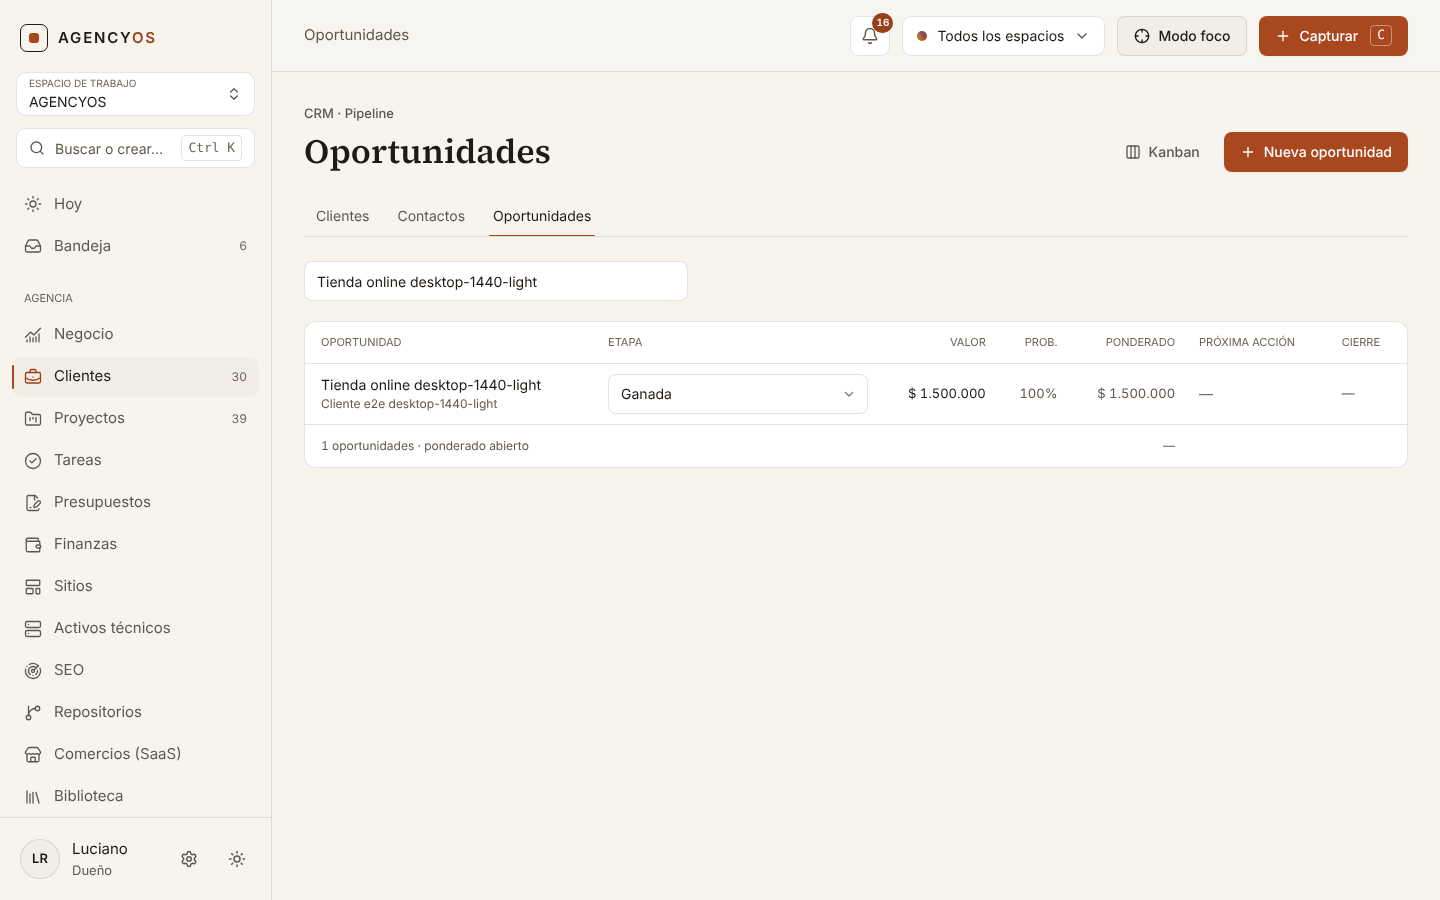 AGENCYOS
ESPACIO DE TRABAJO
AGENCYOS
Buscar o crear... Ctrl K
Hoy
Bandeja 6
AGENCIA
Negocio
Clientes 30
Proyectos 39
Tareas
Presupuestos
Finanzas
Sitios
Activos técnicos
SEO
Repositorios
Comercios (SaaS)
Biblioteca
LR Luciano
Dueño
Oportunidades 16 Todos los espacios Modo foco Capturar C
CRM · Pipeline
Oportunidades Kanban Nueva oportunidad
Clientes Contactos Oportunidades
Tienda online desktop-1440-light
OPORTUNIDAD ETAPA VALOR PROB. PONDERADO PRÓXIMA ACCIÓN CIERRE
Tienda online desktop-1440-light Ganada $ 1.500.000 100% $ 1.500.000 — —
Cliente e2e desktop-1440-light
1 oportunidades · ponderado abierto —